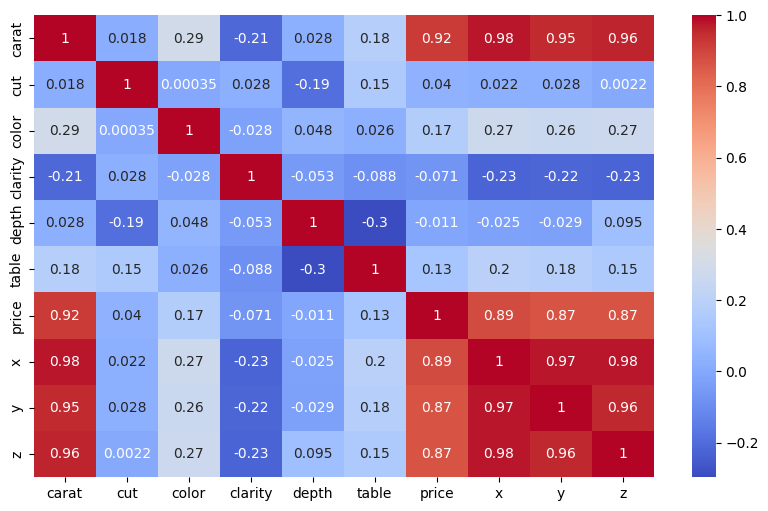 carat 1 0.018 0.29 -0.21 0.028 0.18 0.92 0.98 0.95 0.96
cut 0.018 1 0.00035 0.028 -0.19 0.15 0.04 0.022 0.028 0.0022
color 0.29 0.00035 1 -0.028 0.048 0.026 0.17 0.27 0.26 0.27
clarity -0.21 0.028 -0.028 1 -0.053 -0.088 -0.071 -0.23 -0.22 -0.23
depth 0.028 -0.19 0.048 -0.053 1 -0.3 -0.011 -0.025 -0.029 0.095
table 0.18 0.15 0.026 -0.088 -0.3 1 0.13 0.2 0.18 0.15
price 0.92 0.04 0.17 -0.071 -0.011 0.13 1 0.89 0.87 0.87
x 0.98 0.022 0.27 -0.23 -0.025 0.2 0.89 1 0.97 0.98
y 0.95 0.028 0.26 -0.22 -0.029 0.18 0.87 0.97 1 0.96
z 0.96 0.0022 0.27 -0.23 0.095 0.15 0.87 0.98 0.96 1
carat cut color clarity depth table price x y z
1.0
0.8
0.6
0.4
0.2
0.0
−0.2